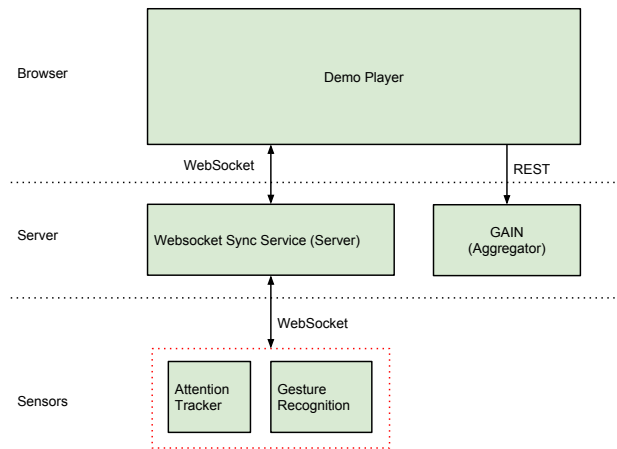 Browser
Demo Player
WebSocket
REST
Server
Websocket Sync Service (Server)
GAIN
(Aggregator)
WebSocket
Sensors
Attention
Tracker
Gesture
Recognition